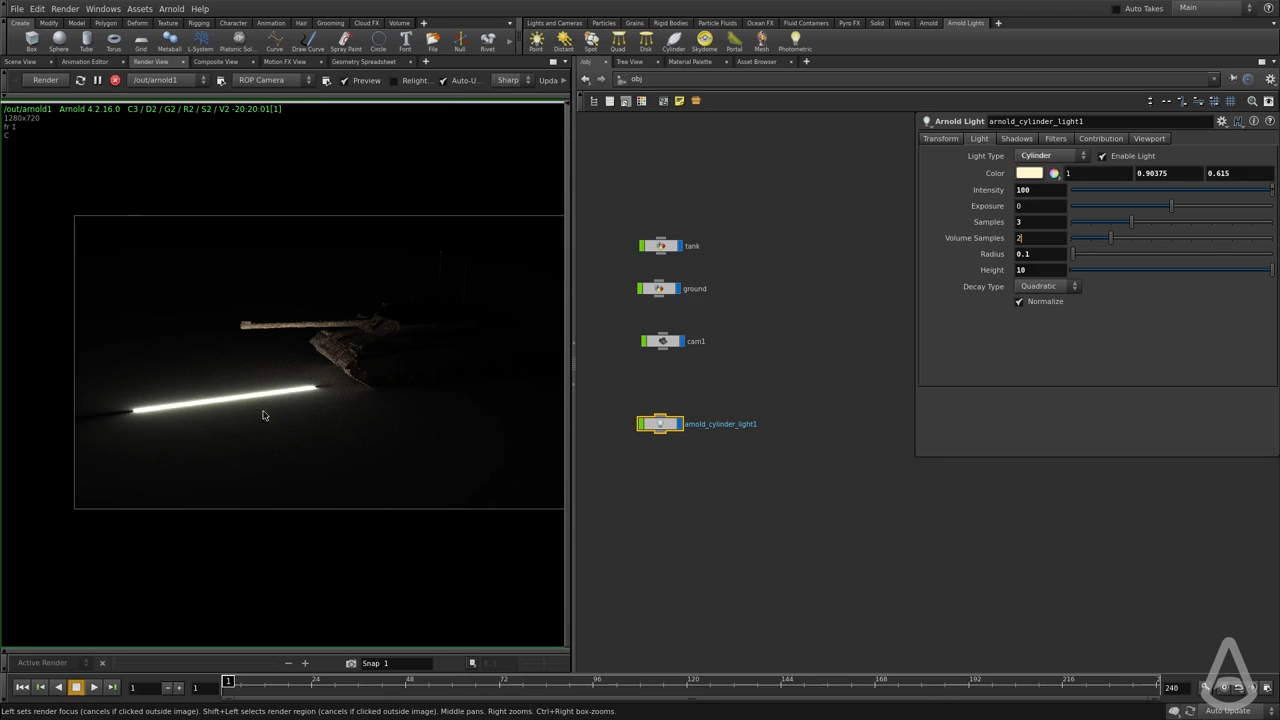 File Edit Render Windows Assets Arnold Help Auto Takes Main
Create Modify Model Polygon Deform Texture Rigging Character Animation Hair Grooming Cloud FX Volume Lights and Cameras Particles Grains Rigid Bodies Particle Fluids Ocean FX Fluid Containers Pyro FX Solid Wires Arnold Arnold Lights
Box Sphere Tube Torus Grid Metaball L-System Platonic Sol... Curve Draw Curve Spray Paint Circle Font File Null Rivet Point Distant Spot Quad Disk Cylinder Skydome Portal Mesh Photometric
Scene View Animation Editor Render View Composite View Motion FX View Geometry Spreadsheet /obj Tree View Material Palette Asset Browser
Render /out/arnold1 ROP Camera Preview Relight... Auto-U... Sharp Upda obj
/out/arnold1 Arnold 4.2.16.0 C3 / D2 / G2 / R2 / S2 / V2 -20:20:01[1]
1280x720
fr 1
C
Arnold Light arnold_cylinder_light1
Transform Light Shadows Filters Contribution Viewport
Light Type Cylinder Enable Light
Color 1 0.90375 0.615
Intensity 100
Exposure 0
Samples 3
Volume Samples 2
Radius 0.1
Height 10
Decay Type Quadratic
Normalize
tank
ground
cam1
arnold_cylinder_light1
Active Render Snap 1 0.5
1 1 1 24 48 72 96 120 144 168 192 216 240
Left sets render focus (cancels if clicked outside image). Shift+Left selects render region (cancels if clicked outside image). Middle pans. Right zooms. Ctrl+Right box-zooms. Auto Update